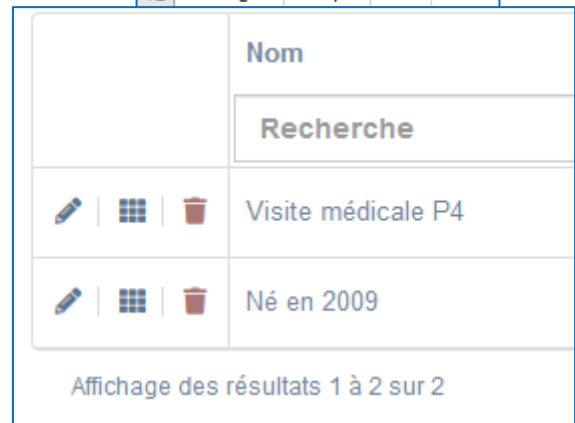 Nom
Recherche
Visite médicale P4
Né en 2009
Affichage des résultats 1 à 2 sur 2